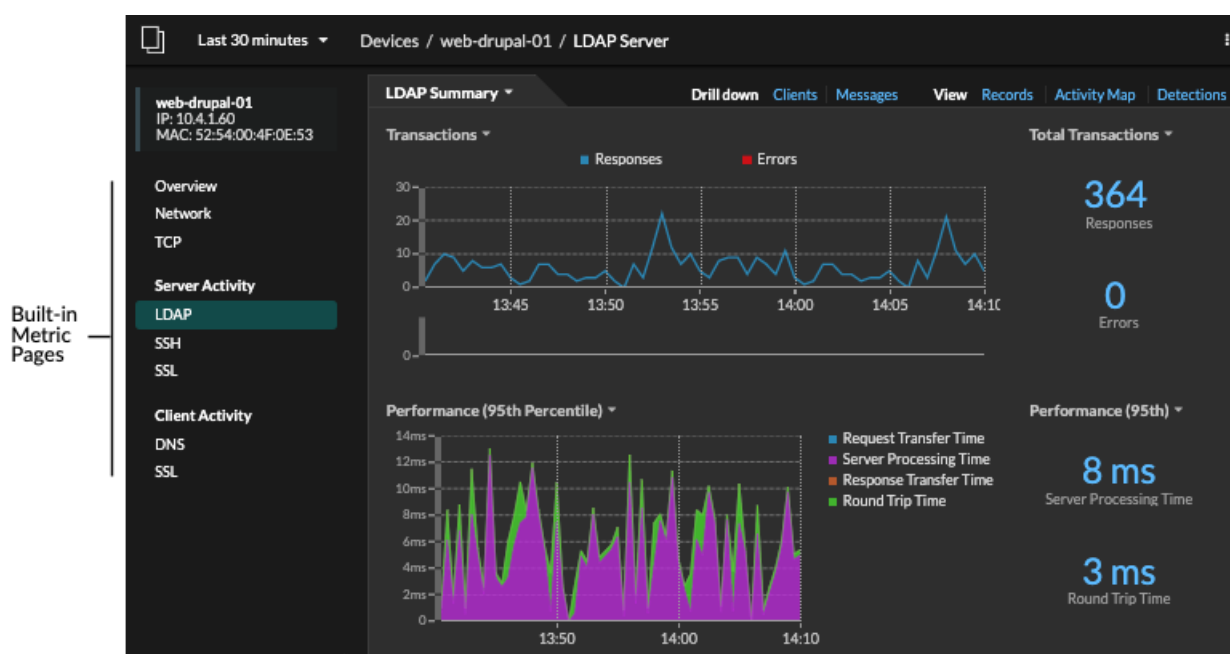 Last 30 minutes
Devices / web-drupal-01 / LDAP Server
web-drupal-01
IP: 10.4.1.60
MAC: 52:54:00:4F:0E:53
Built-in
Metric
Pages
Overview
Network
TCP
Server Activity
LDAP
SSH
SSL
Client Activity
DNS
SSL
LDAP Summary
Drill down Clients Messages View Records Activity Map Detections
Transactions
Responses Errors
30
20
10
0
13:45 13:50 13:55 14:00 14:05 14:10
0
Total Transactions
364
Responses
0
Errors
Performance (95th Percentile)
14ms
12ms
10ms
8ms
6ms
4ms
2ms
0
13:50 14:00 14:10
Request Transfer Time
Server Processing Time
Response Transfer Time
Round Trip Time
Performance (95th)
8 ms
Server Processing Time
3 ms
Round Trip Time